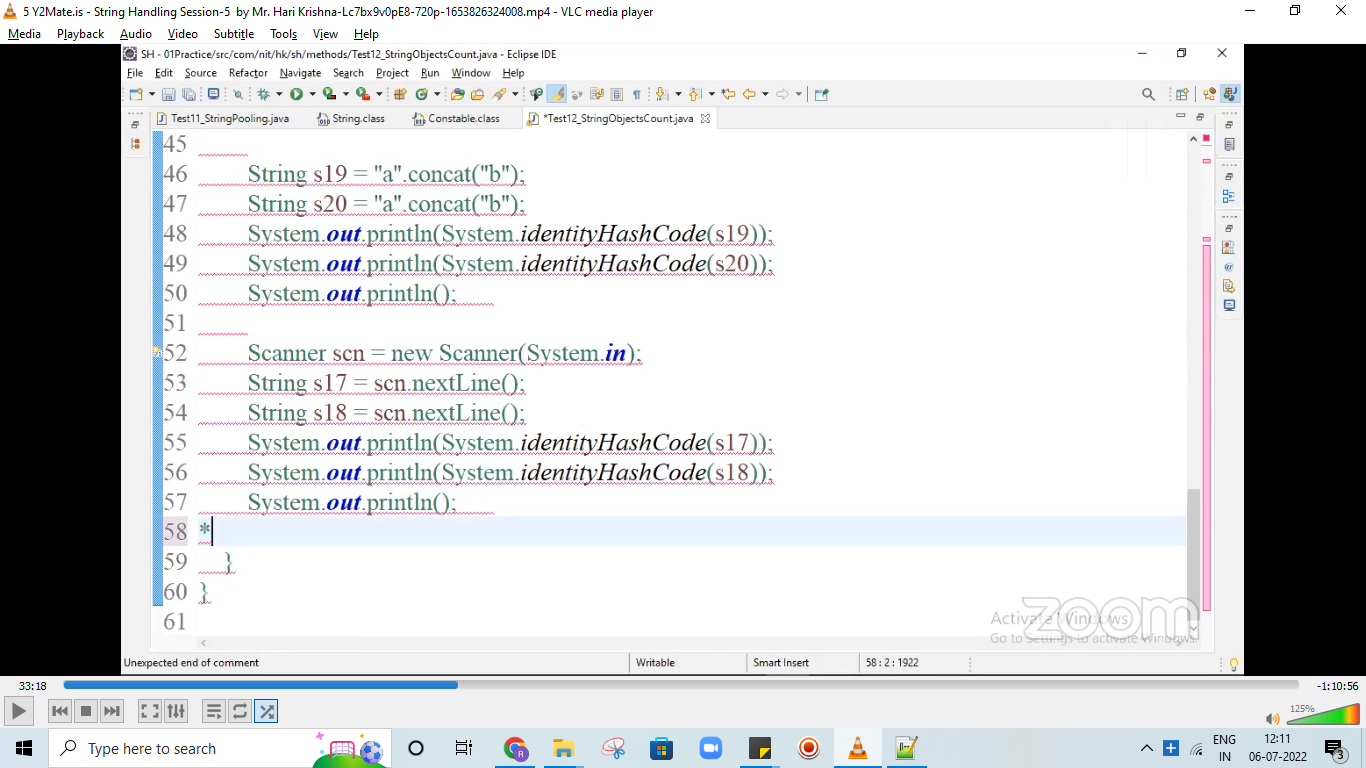 5 Y2Mate.is - String Handling Session-5 by Mr. Hari Krishna-Lc7bx9v0pE8-720p-1653826324008.mp4 - VLC media player
Media Playback Audio Video Subtitle Tools View Help
SH - 01Practice/src/com/nit/hk/sh/methods/Test12_StringObjectsCount.java - Eclipse IDE
File Edit Source Refactor Navigate Search Project Run Window Help
Test11_StringPooling.java String.class Constable.class *Test12_StringObjectsCount.java
45
46 String s19 = "a".concat("b");
47 String s20 = "a".concat("b");
48 System.out.println(System.identityHashCode(s19));
49 System.out.println(System.identityHashCode(s20));
50 System.out.println();
51
52 Scanner scn = new Scanner(System.in);
53 String s17 = scn.nextLine();
54 String s18 = scn.nextLine();
55 System.out.println(System.identityHashCode(s17));
56 System.out.println(System.identityHashCode(s18));
57 System.out.println();
58 *
59 }
60 }
61
Activate Windows
Go to Settings to activate Windows.
zoom
Unexpected end of comment Writable Smart Insert 58 : 2 : 1922
33:18 -1:10:56
125%
Type here to search
ENG
IN
12:11
06-07-2022
3